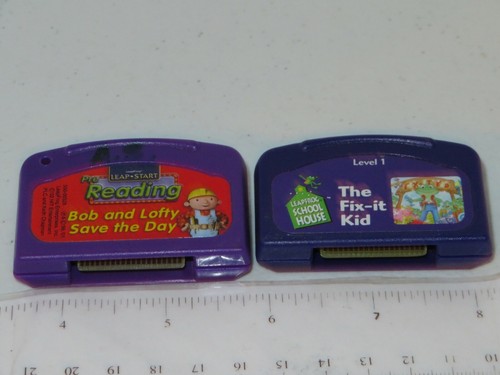 LEAP•START
Pre
Reading
Bob and Lofty
Save the Day
Level 1
LEAPFROG
SCHOOL
HOUSE
The
Fix-it
Kid
4 5 6 7 8
21 20 19 18 17 16 15 14 13 12 11 10